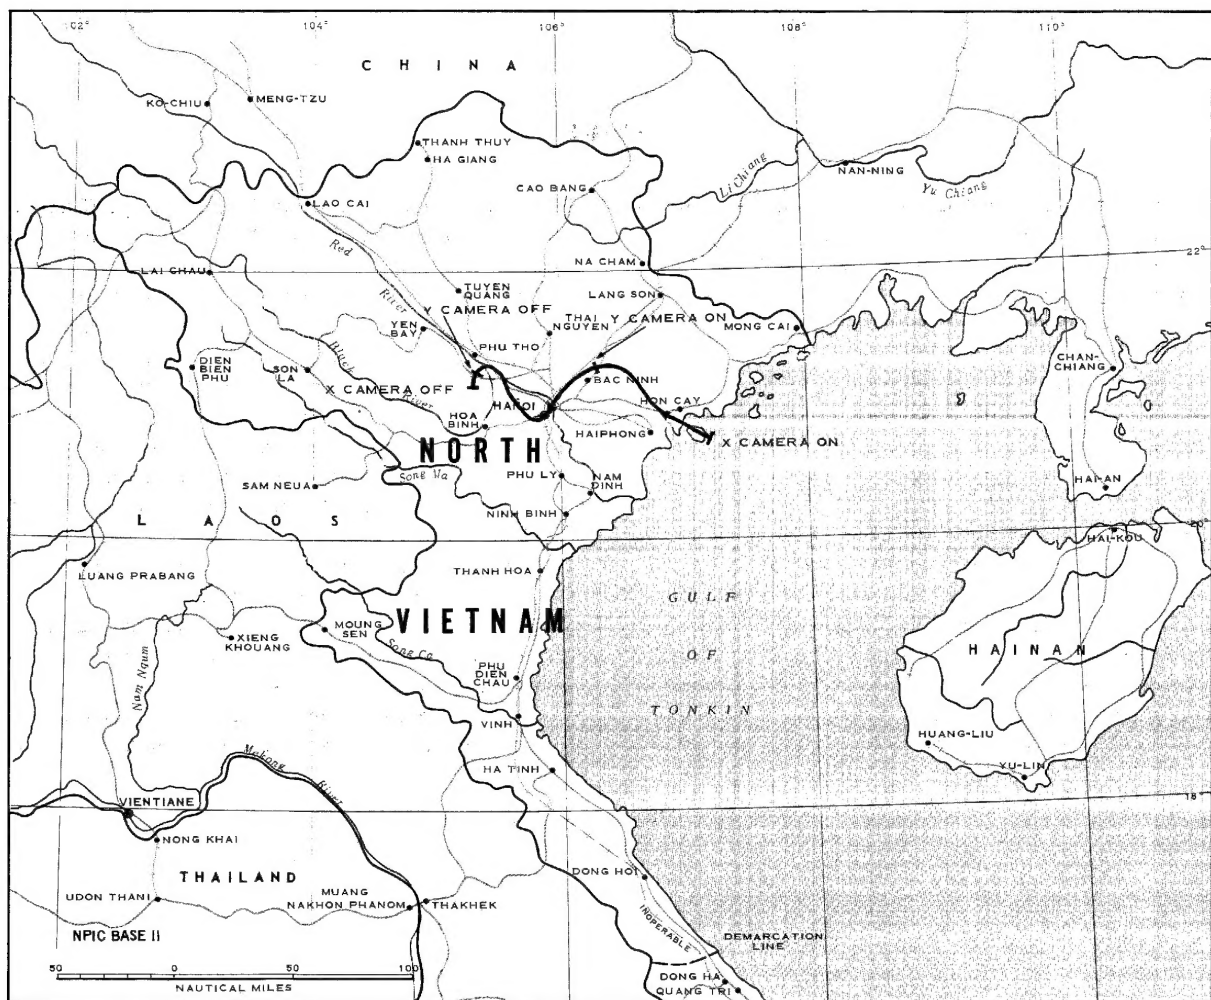 102°
104°
106°
108°
110°
CHINA
KO-CHIU
MENG-TZU
THANH THUY
HA GIANG
CAO BANG
Li Chiang
NAN-NING
Yu Chiang
LAO CAI
Red
River
NA CHAM
22°
LAI CHAU
TUYEN
QUANG
LANG SON
Y CAMERA OFF
THAI
NGUYEN
Y CAMERA ON
MONG CAI
YEN
BAY
PHU THO
Black
River
DIEN
BIEN
PHU
SON
LA
X CAMERA OFF
BAC NINH
CHAN-
CHIANG
HANOI
HON CAY
HOA
BINH
HAIPHONG
X CAMERA ON
NORTH
Song Ma
PHU LY
NAM
DINH
SAM NEUA
HAI-AN
NINH BINH
LAOS
20°
HAI-KOU
LUANG PRABANG
THANH HOA
GULF
OF
TONKIN
VIETNAM
MOUNG
SEN
XIENG
KHOUANG
Song Ca
HAINAN
Nam Ngum
PHU
DIEN
CHAU
VINH
HUANG-LIU
YU-LIN
Mekong
River
HA TINH
18°
VIENTIANE
NONG KHAI
THAILAND
DONG HOI
UDON THANI
MUANG
NAKHON PHANOM
THAKHEK
INOPERABLE
NPIC BASE II
DEMARCATION
LINE
50 0 50 100
NAUTICAL MILES
DONG HA
QUANG TRI